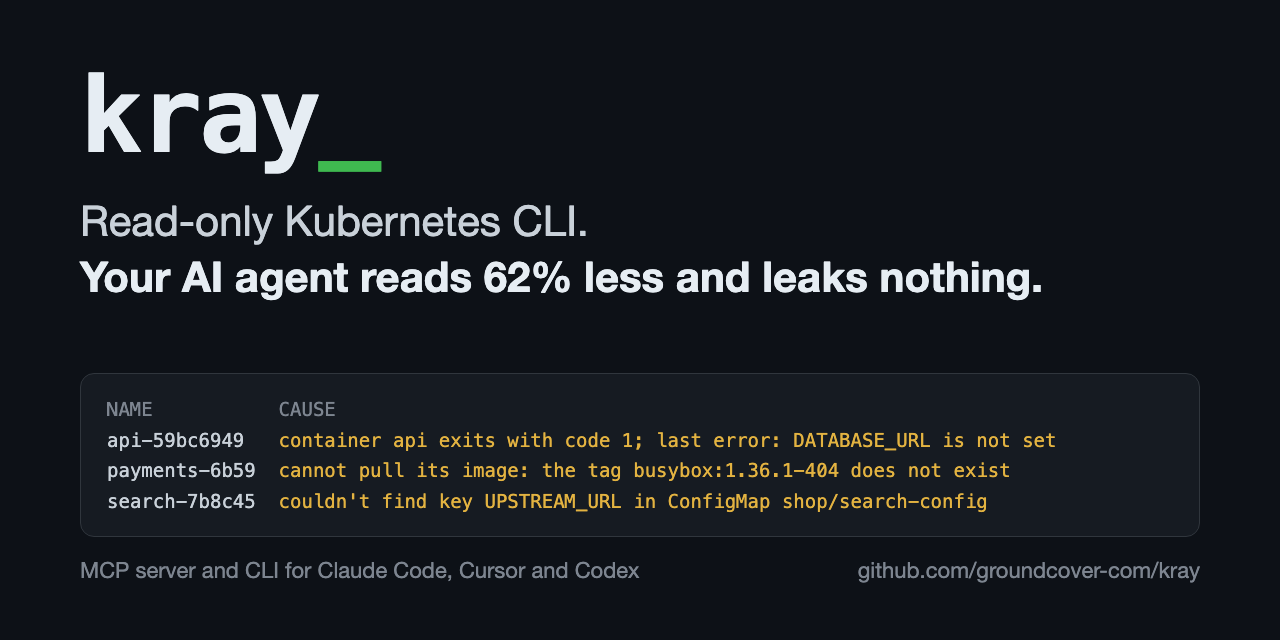 kray_
Read-only Kubernetes CLI.
Your AI agent reads 62% less and leaks nothing.
NAME CAUSE
api-59bc6949 container api exits with code 1; last error: DATABASE_URL is not set
payments-6b59 cannot pull its image: the tag busybox:1.36.1-404 does not exist
search-7b8c45 couldn't find key UPSTREAM_URL in ConfigMap shop/search-config
MCP server and CLI for Claude Code, Cursor and Codex
github.com/groundcover-com/kray